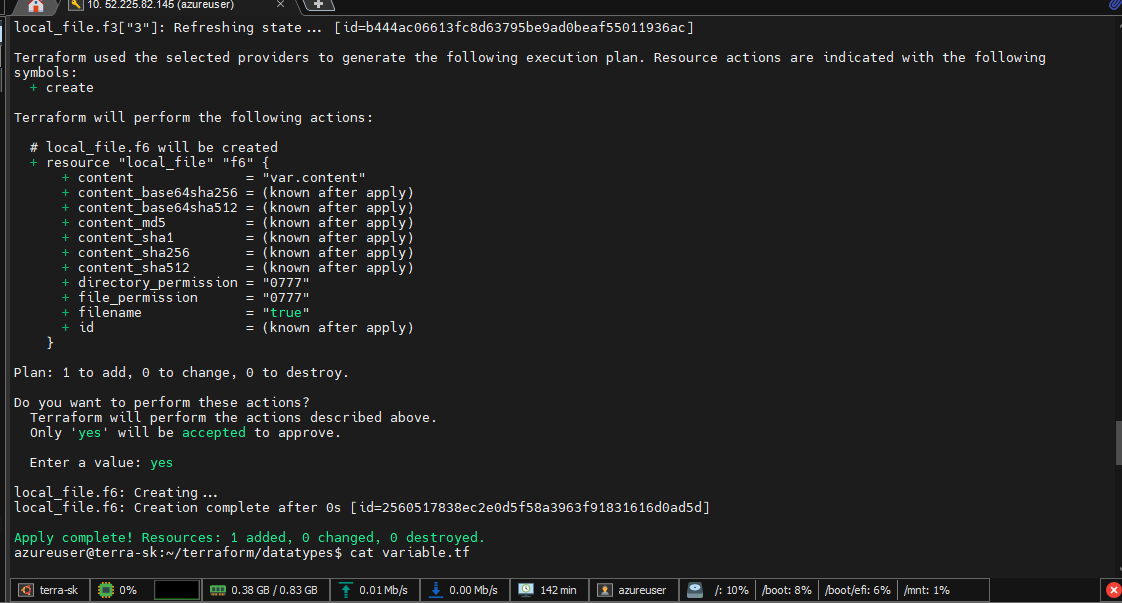 10. 52.225.82.145 (azureuser)
local_file.f3["3"]: Refreshing state... [id=b444ac06613fc8d63795be9ad0beaf55011936ac]
Terraform used the selected providers to generate the following execution plan. Resource actions are indicated with the following
symbols:
+ create
Terraform will perform the following actions:
# local_file.f6 will be created
+ resource "local_file" "f6" {
+ content = "var.content"
+ content_base64sha256 = (known after apply)
+ content_base64sha512 = (known after apply)
+ content_md5 = (known after apply)
+ content_sha1 = (known after apply)
+ content_sha256 = (known after apply)
+ content_sha512 = (known after apply)
+ directory_permission = "0777"
+ file_permission = "0777"
+ filename = "true"
+ id = (known after apply)
}
Plan: 1 to add, 0 to change, 0 to destroy.
Do you want to perform these actions?
Terraform will perform the actions described above.
Only 'yes' will be accepted to approve.
Enter a value: yes
local_file.f6: Creating...
local_file.f6: Creation complete after 0s [id=2560517838ec2e0d5f58a3963f91831616d0ad5d]
Apply complete! Resources: 1 added, 0 changed, 0 destroyed.
azureuser@terra-sk:~/terraform/datatypes$ cat variable.tf
terra-sk 0% 0.38 GB / 0.83 GB 0.01 Mb/s 0.00 Mb/s 142 min azureuser /: 10% /boot: 8% /boot/efi: 6% /mnt: 1%